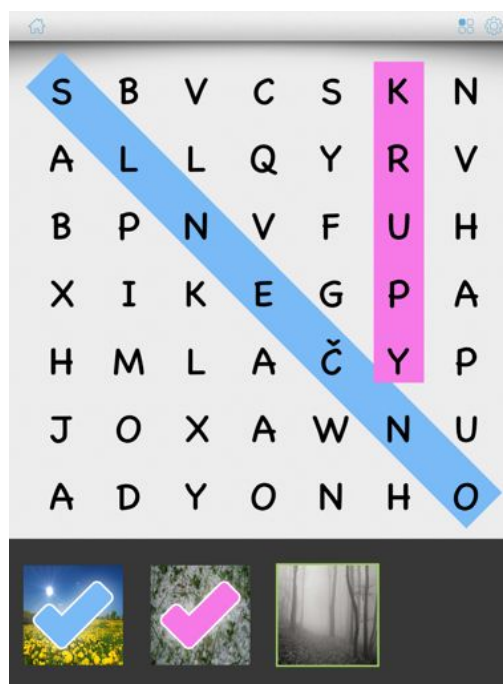 S B V C S K N
A L L Q Y R V
B P N V F U H
X I K E G P A
H M L A Č Y P
J O X A W N U
A D Y O N H O